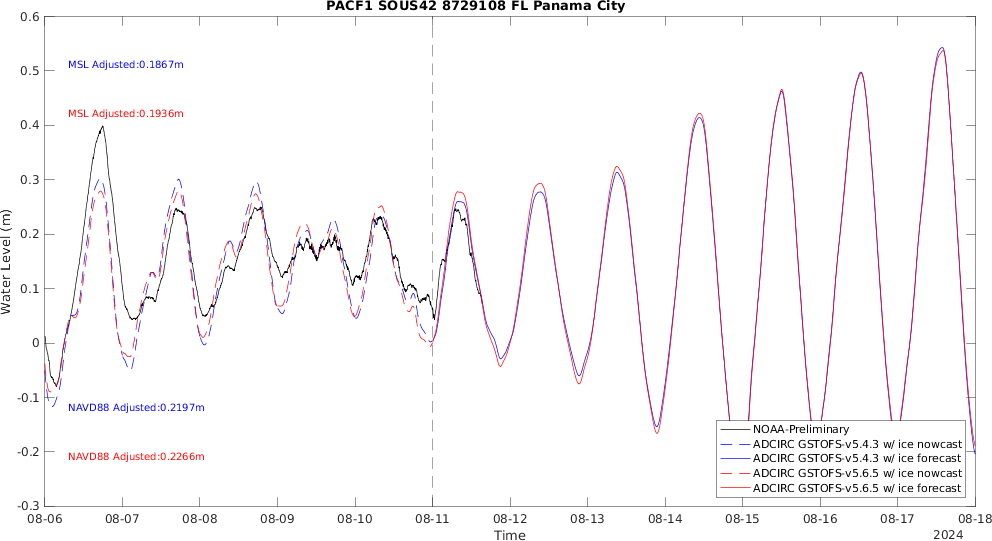 PACF1 SOUS42 8729108 FL Panama City
0.6
0.5
0.4
0.3
0.2
0.1
0
-0.1
-0.2
-0.3
Water Level (m)
MSL Adjusted:0.1867m
MSL Adjusted:0.1936m
NAVD88 Adjusted:0.2197m
NAVD88 Adjusted:0.2266m
NOAA-Preliminary
ADCIRC GSTOFS-v5.4.3 w/ ice nowcast
ADCIRC GSTOFS-v5.4.3 w/ ice forecast
ADCIRC GSTOFS-v5.6.5 w/ ice nowcast
ADCIRC GSTOFS-v5.6.5 w/ ice forecast
08-06 08-07 08-08 08-09 08-10 08-11 08-12 08-13 08-14 08-15 08-16 08-17 08-18
Time
2024